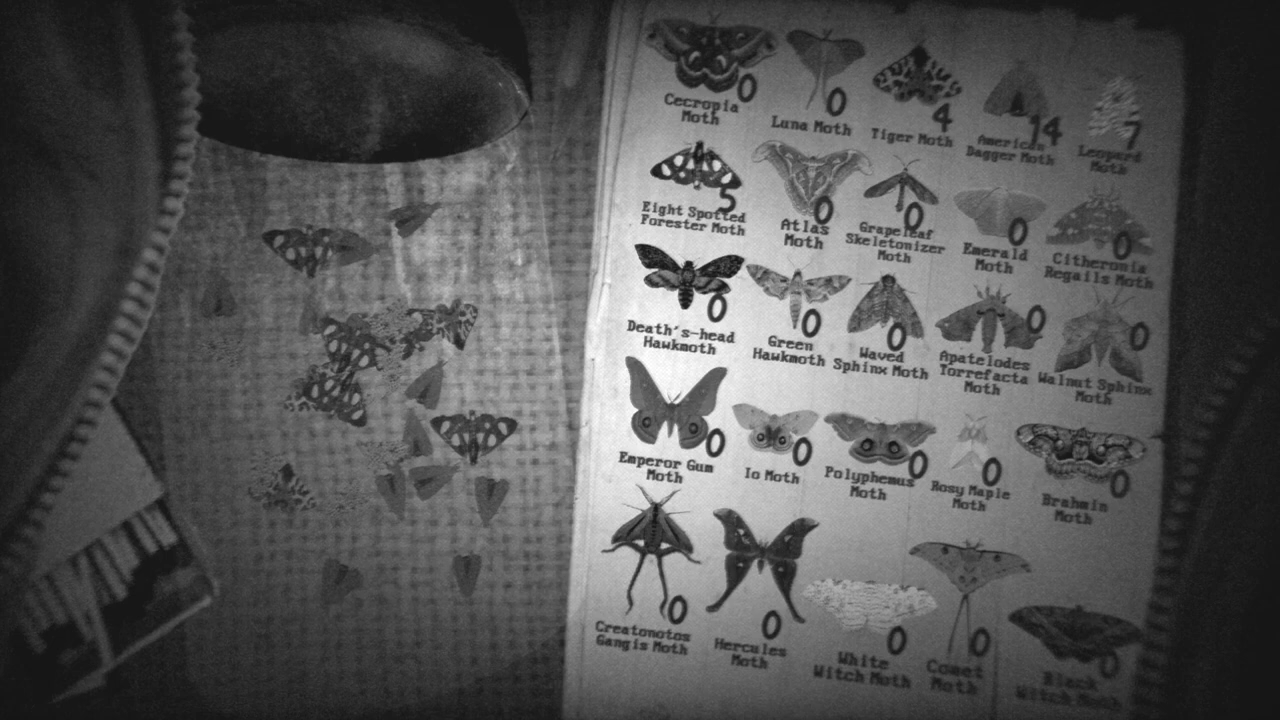 0
Cecropia
Moth
0
Luna Moth
4
Tiger Moth
14
American
Dagger Moth
7
Leopard
Moth
5
Eight Spotted
Forester Moth
0
Atlas
Moth
0
Grapeleaf
Skeletonizer
Moth
0
Emerald
Moth
0
Citheronia
Regails Moth
0
Death's-head
Hawkmoth
0
Green
Hawkmoth
0
Waved
Sphinx Moth
0
Apatelodes
Torrefacta
Moth
0
Walnut Sphinx
Moth
0
Emperor Gum
Moth
0
Io Moth
0
Polyphemus
Moth
0
Rosy Maple
Moth
0
Brahmin
Moth
0
Creatonotos
Gangis Moth
0
Hercules
Moth
0
White
Witch Moth
0
Comet
Moth
0
Black
Witch Moth